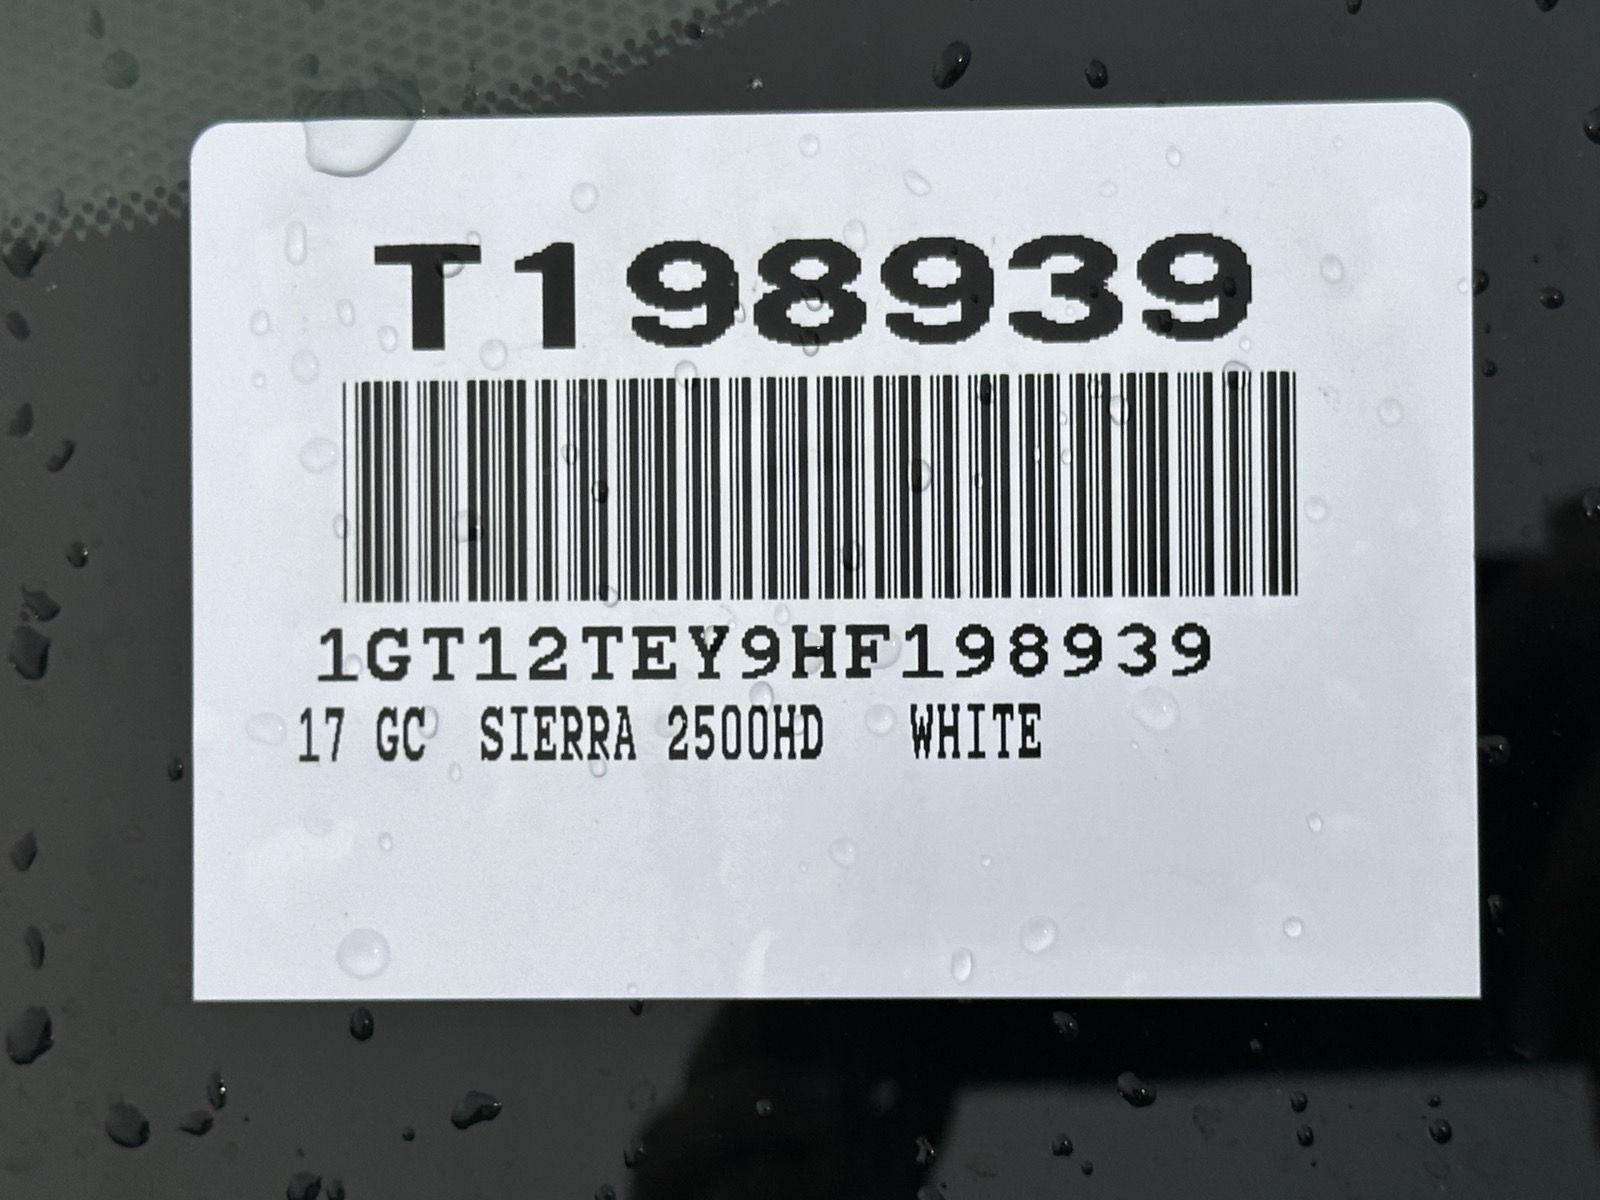 T198939
1GT12TEY9HF198939
17 GC SIERRA 2500HD WHITE